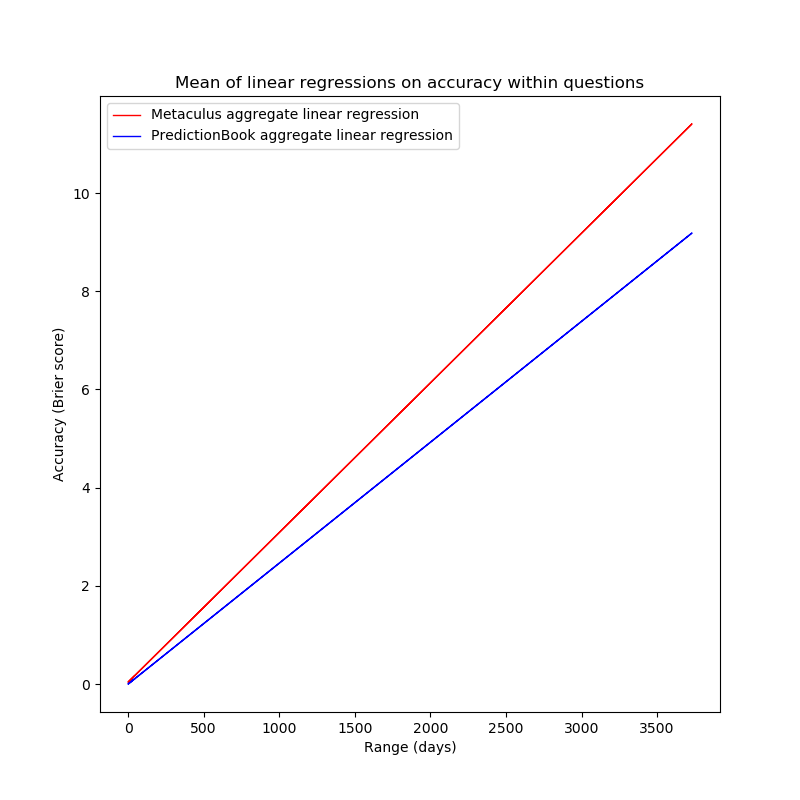 Mean of linear regressions on accuracy within questions
Metaculus aggregate linear regression
PredictionBook aggregate linear regression
Accuracy (Brier score)
10
8
6
4
2
0
0 500 1000 1500 2000 2500 3000 3500
Range (days)